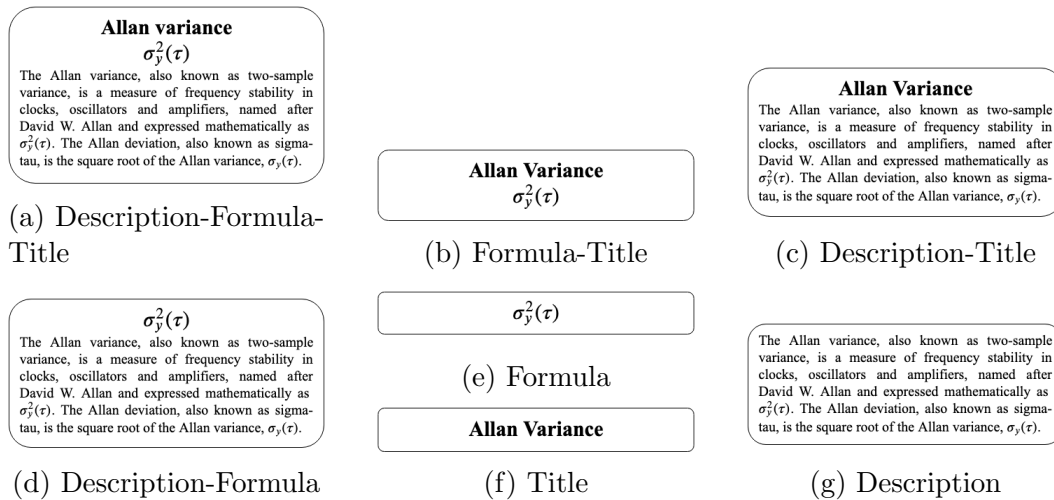 Allan variance
σ_y^2(τ)
The Allan variance, also known as two-sample
variance, is a measure of frequency stability in
clocks, oscillators and amplifiers, named after
David W. Allan and expressed mathematically as
σ_y^2(τ). The Allan deviation, also known as sigma-
tau, is the square root of the Allan variance, σ_y(τ).
(a) Description-Formula-
Title
Allan Variance
σ_y^2(τ)
(b) Formula-Title
Allan Variance
The Allan variance, also known as two-sample
variance, is a measure of frequency stability in
clocks, oscillators and amplifiers, named after
David W. Allan and expressed mathematically as
σ_y^2(τ). The Allan deviation, also known as sigma-
tau, is the square root of the Allan variance, σ_y(τ).
(c) Description-Title
σ_y^2(τ)
The Allan variance, also known as two-sample
variance, is a measure of frequency stability in
clocks, oscillators and amplifiers, named after
David W. Allan and expressed mathematically as
σ_y^2(τ). The Allan deviation, also known as sigma-
tau, is the square root of the Allan variance, σ_y(τ).
(d) Description-Formula
σ_y^2(τ)
(e) Formula
Allan Variance
(f) Title
The Allan variance, also known as two-sample
variance, is a measure of frequency stability in
clocks, oscillators and amplifiers, named after
David W. Allan and expressed mathematically as
σ_y^2(τ). The Allan deviation, also known as sigma-
tau, is the square root of the Allan variance, σ_y(τ).
(g) Description